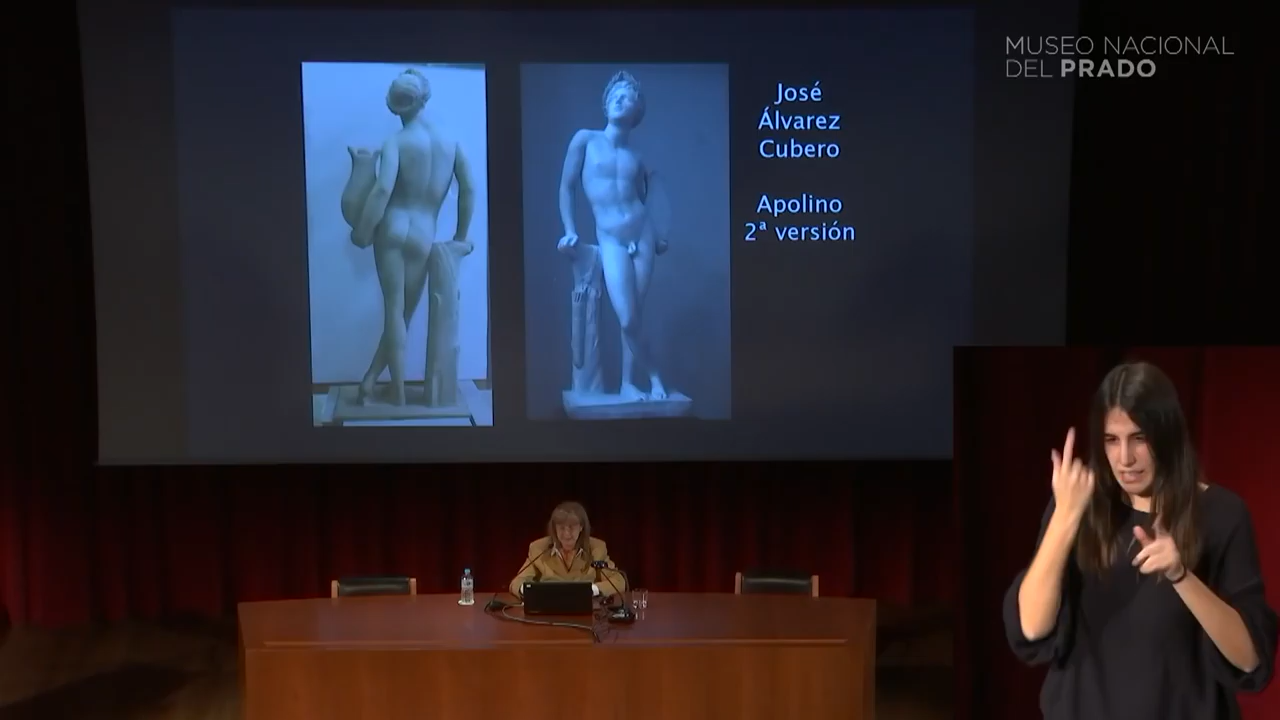 MUSEO NACIONAL
DEL PRADO
José
Álvarez
Cubero
Apolino
2ª versión